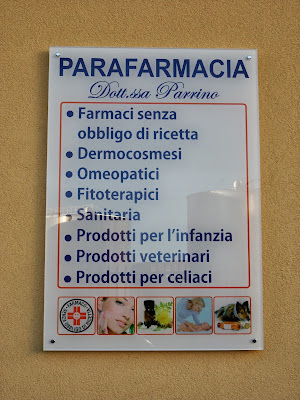 PARAFARMACIA
Dott.ssa Parrino
• Farmaci senza
obbligo di ricetta
• Dermocosmesi
• Omeopatici
• Fitoterapici
• Sanitaria
• Prodotti per l'infanzia
• Prodotti veterinari
• Prodotti per celiaci